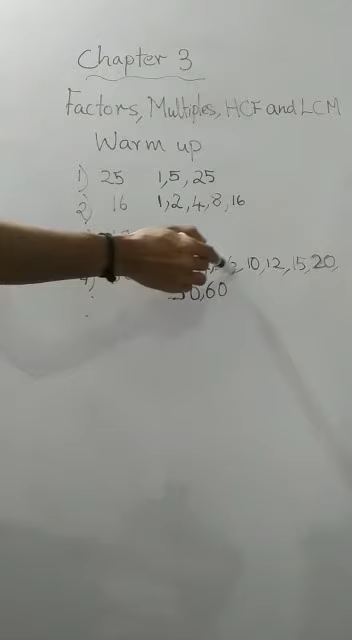 Chapter 3
Factors, Multiples, HCF and LCM
Warm up
1) 25 1, 5, 25
2) 16 1, 2, 4, 8, 16
10, 12, 15, 20,
30, 60